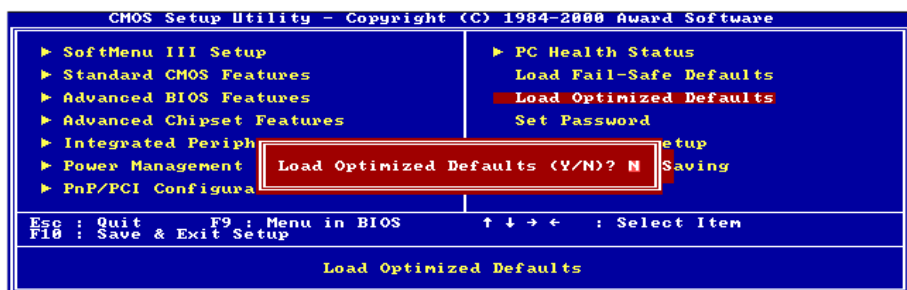 CMOS Setup Utility - Copyright (C) 1984-2000 Award Software
SoftMenu III Setup
Standard CMOS Features
Advanced BIOS Features
Advanced Chipset Features
Integrated Periph
Power Management
PnP/PCI Configura
PC Health Status
Load Fail-Safe Defaults
Load Optimized Defaults
Set Password
etup
Saving
Load Optimized Defaults (Y/N)? N
Esc : Quit F9 : Menu in BIOS ↑ ↓ → ← : Select Item
F10 : Save & Exit Setup
Load Optimized Defaults